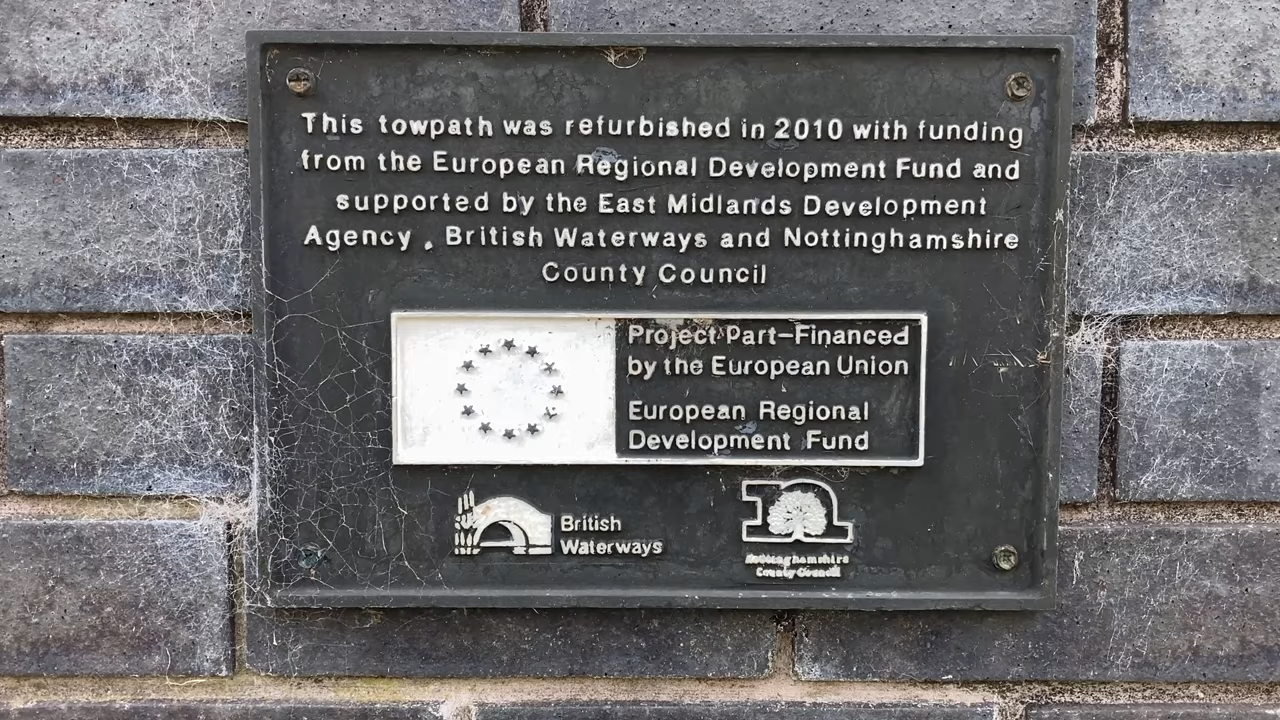 This towpath was refurbished in 2010 with funding
from the European Regional Development Fund and
supported by the East Midlands Development
Agency , British Waterways and Nottinghamshire
County Council
Project Part-Financed
by the European Union
European Regional
Development Fund
British
Waterways
Nottinghamshire
County Council